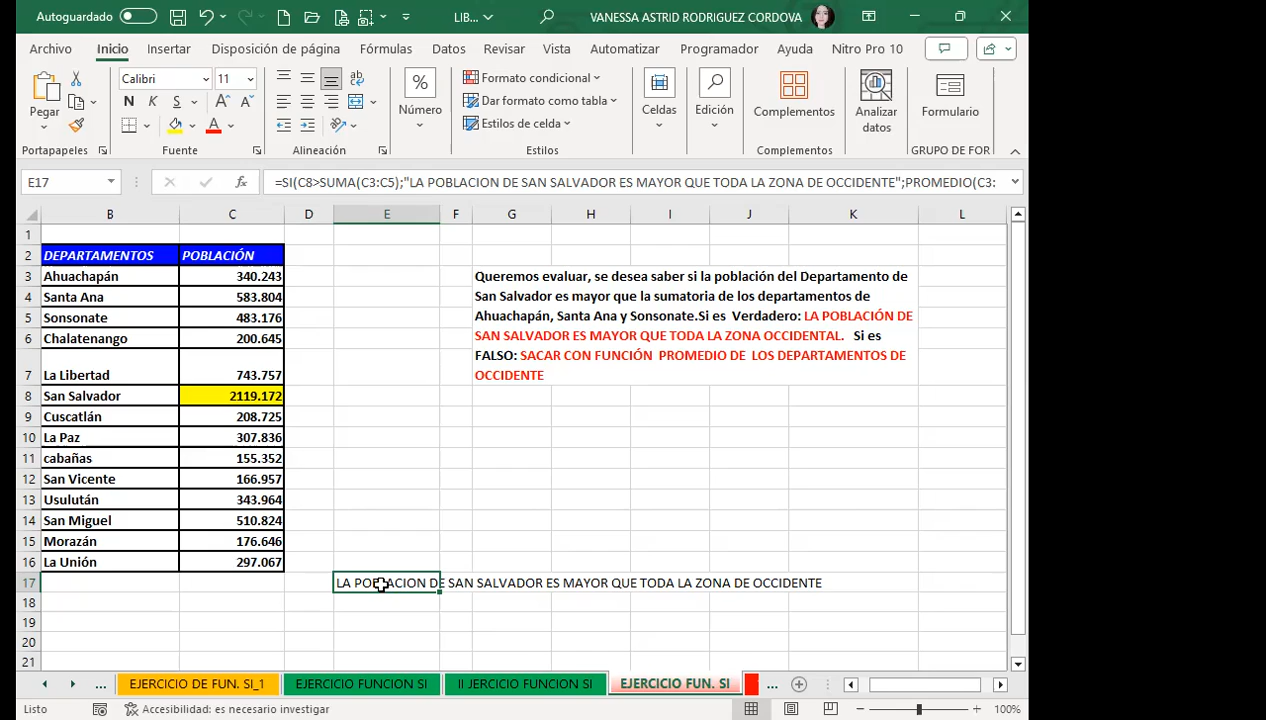 Autoguardado
LIB...
VANESSA ASTRID RODRIGUEZ CORDOVA
Archivo Inicio Insertar Disposición de página Fórmulas Datos Revisar Vista Automatizar Programador Ayuda Nitro Pro 10
Pegar
Calibri 11
N K S
Número
Formato condicional
Dar formato como tabla
Estilos de celda
Celdas
Edición
Complementos
Analizar datos
Formulario
Portapapeles Fuente Alineación Estilos Complementos GRUPO DE FOR
E17 fx =SI(C8>SUMA(C3:C5);"LA POBLACION DE SAN SALVADOR ES MAYOR QUE TODA LA ZONA DE OCCIDENTE";PROMEDIO(C3:
B C D E F G H I J K L
1
2 DEPARTAMENTOS POBLACIÓN
3 Ahuachapán 340.243
4 Santa Ana 583.804
5 Sonsonate 483.176
6 Chalatenango 200.645
7 La Libertad 743.757
8 San Salvador 2119.172
9 Cuscatlán 208.725
10 La Paz 307.836
11 cabañas 155.352
12 San Vicente 166.957
13 Usulután 343.964
14 San Miguel 510.824
15 Morazán 176.646
16 La Unión 297.067
Queremos evaluar, se desea saber si la población del Departamento de
San Salvador es mayor que la sumatoria de los departamentos de
Ahuachapán, Santa Ana y Sonsonate.Si es Verdadero: LA POBLACIÓN DE
SAN SALVADOR ES MAYOR QUE TODA LA ZONA OCCIDENTAL. Si es
FALSO: SACAR CON FUNCIÓN PROMEDIO DE LOS DEPARTAMENTOS DE
OCCIDENTE
17 LA POBLACION DE SAN SALVADOR ES MAYOR QUE TODA LA ZONA DE OCCIDENTE
18
19
20
21
... EJERCICIO DE FUN. SI_1 EJERCICIO FUNCION SI II JERCICIO FUNCION SI EJERCICIO FUN. SI ...
Listo Accesibilidad: es necesario investigar 100%